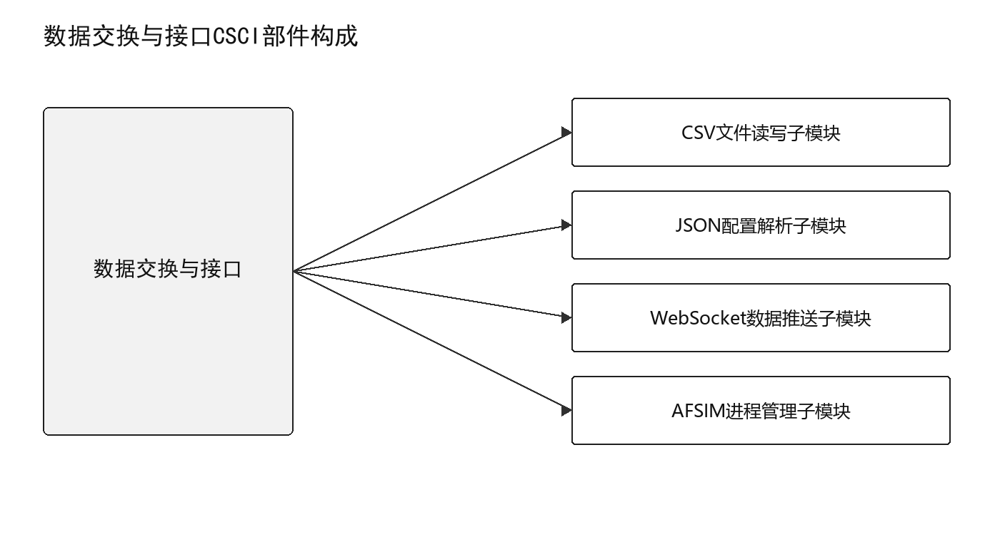 数据交换与接口CSCI部件构成
数据交换与接口
CSV文件读写子模块
JSON配置解析子模块
WebSocket数据推送子模块
AFSIM进程管理子模块